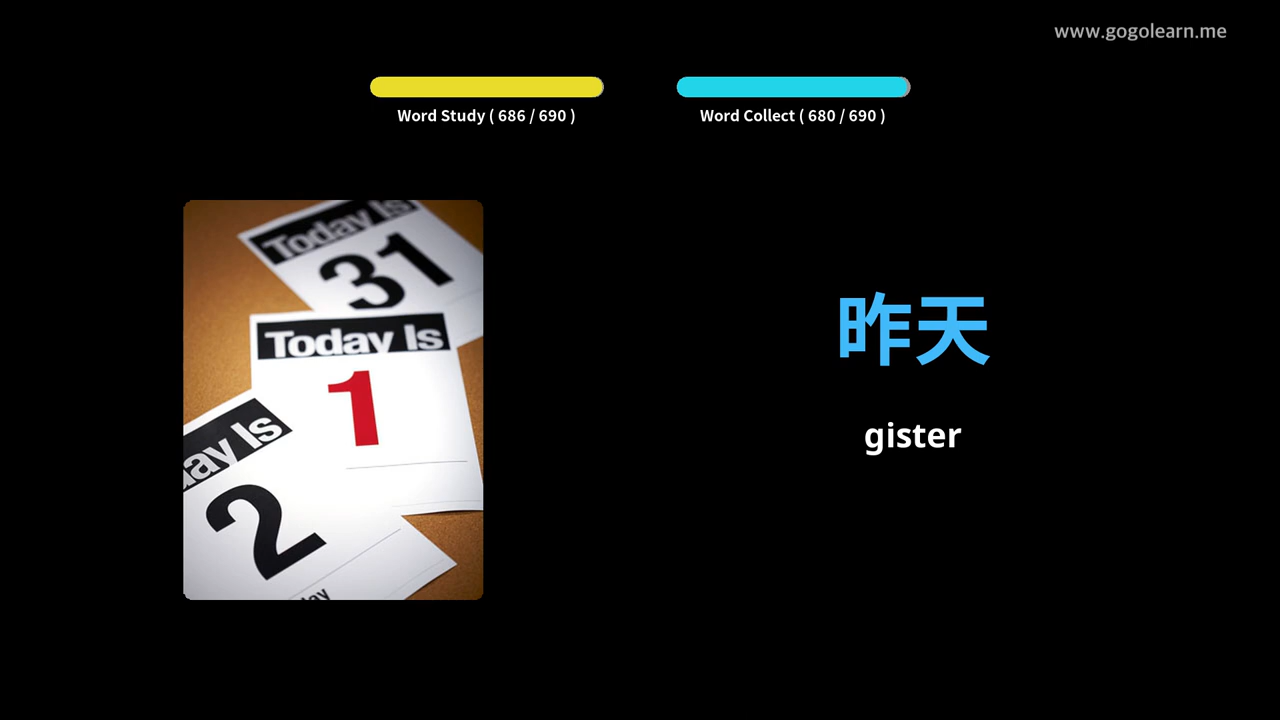 www.gogolearn.me
Word Study ( 686 / 690 )
Word Collect ( 680 / 690 )
Today Is
31
Today Is
1
day Is
2
昨天
gister